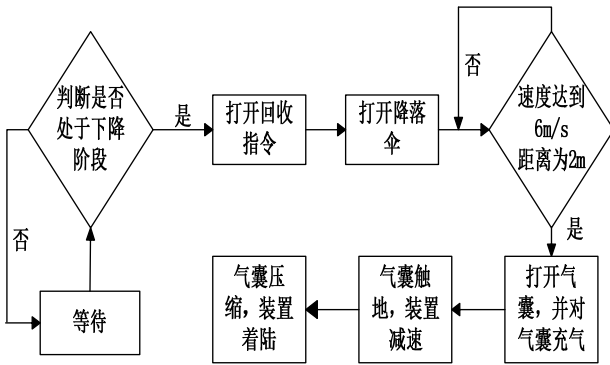 判断是否
处于下降
阶段
是
打开回收
指令
打开降落
伞
否
速度达到
6m/s
距离为2m
是
否
等待
气囊压
缩，装置
着陆
气囊触
地，装置
减速
打开气
囊，并对
气囊充气